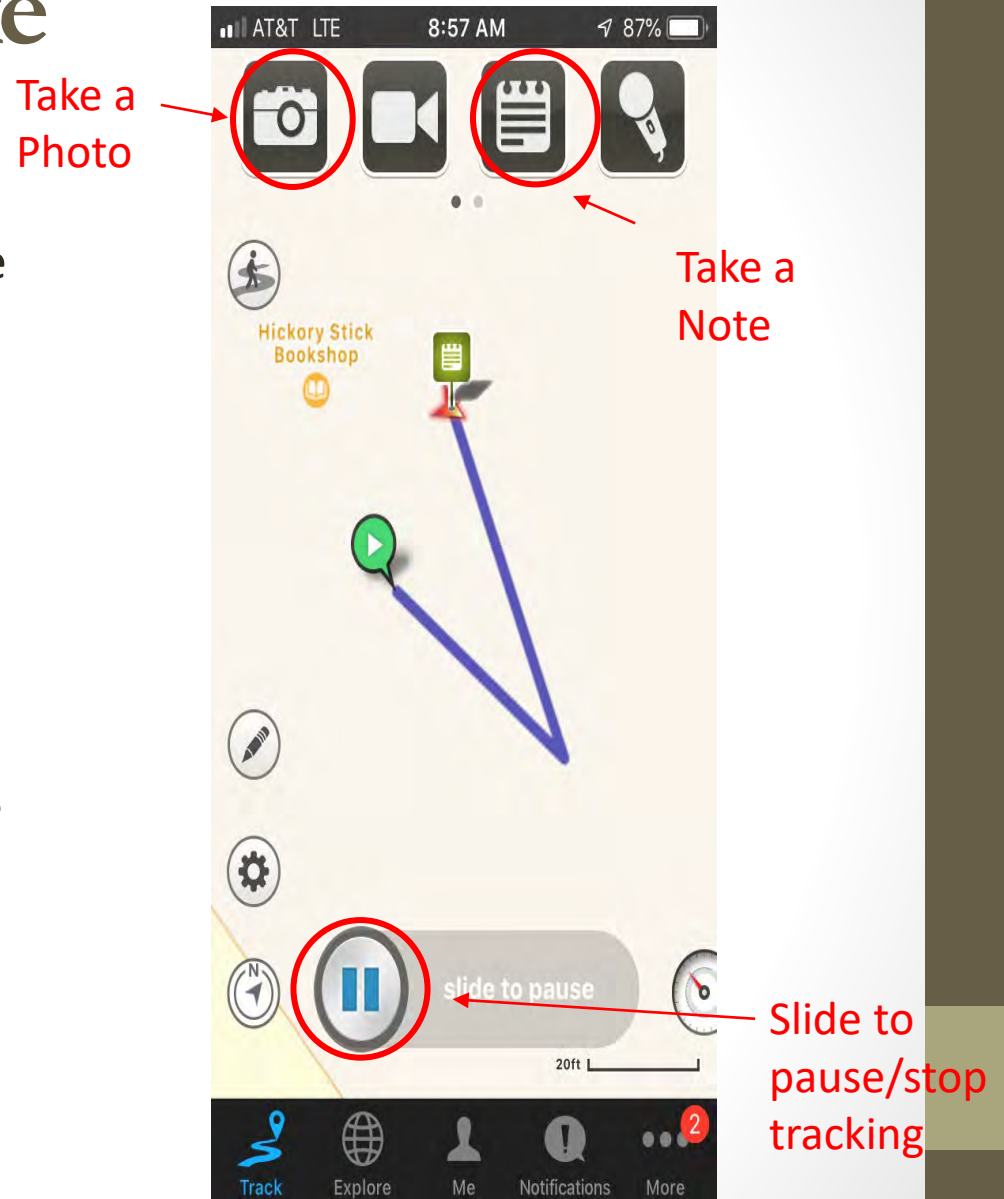 AT&T LTE 8:57 AM 87%
Take a
Photo
Take a
Note
Hickory Stick
Bookshop
N
slide to pause
20ft
Slide to
pause/stop
tracking
2
Track Explore Me Notifications More